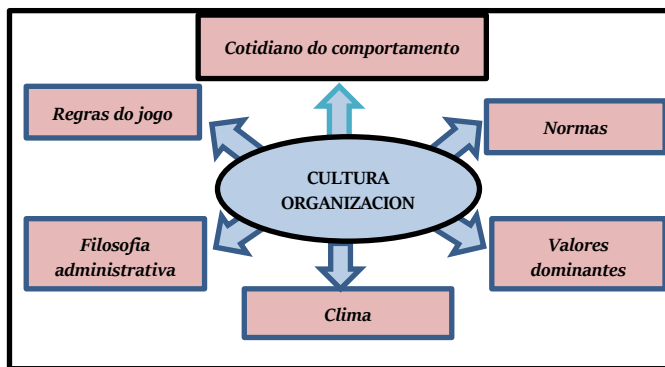 Cotidiano do comportamento
Regras do jogo
Normas
CULTURA
ORGANIZACION
Filosofia
administrativa
Valores
dominantes
Clima